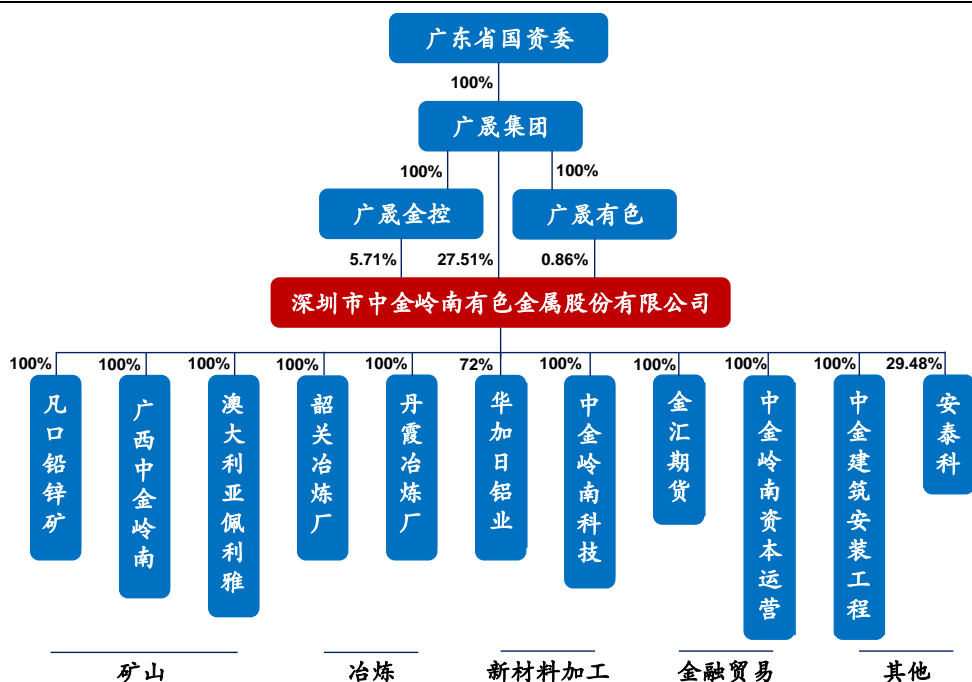 广东省国资委
100%
广晟集团
100%
100%
广晟金控
广晟有色
5.71%
27.51%
0.86%
深圳市中金岭南有色金属股份有限公司
100%
100%
100%
100%
100%
72%
100%
100%
100%
100%
29.48%
凡口铅锌矿
广西中金岭南
澳大利亚佩利雅
韶关冶炼厂
丹霞冶炼厂
华加日铝业
中金岭南科技
金汇期货
中金岭南资本运营
中金建筑安装工程
安泰科
矿山
冶炼
新材料加工
金融贸易
其他